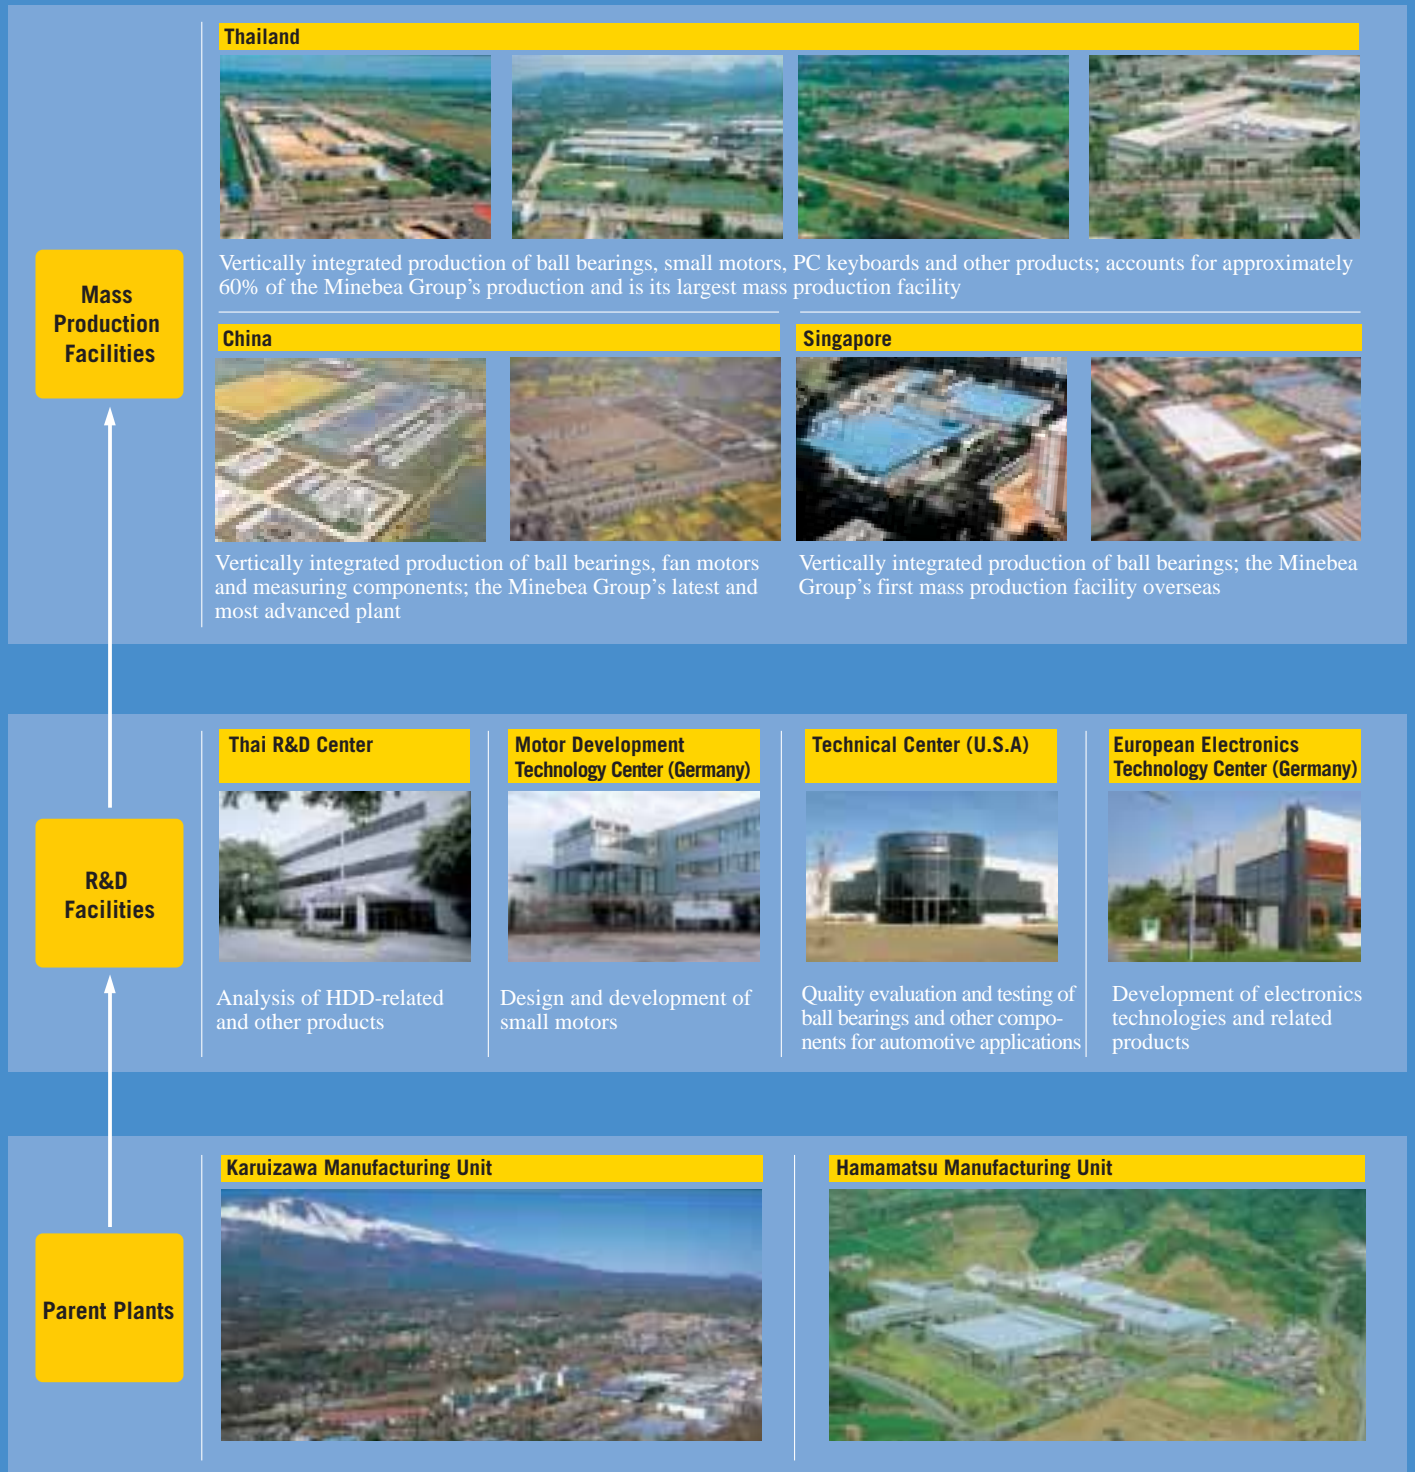 Thailand
Vertically integrated production of ball bearings, small motors, PC keyboards and other products; accounts for approximately
60% of the Minebea Group's production and is its largest mass production facility
Mass
Production
Facilities
China
Vertically integrated production of ball bearings, fan motors
and measuring components; the Minebea Group's latest and
most advanced plant
Singapore
Vertically integrated production of ball bearings; the Minebea
Group's first mass production facility overseas
R&D
Facilities
Thai R&D Center
Analysis of HDD-related
and other products
Motor Development
Technology Center (Germany)
Design and development of
small motors
Technical Center (U.S.A)
Quality evaluation and testing of
ball bearings and other compo-
nents for automotive applications
European Electronics
Technology Center (Germany)
Development of electronics
technologies and related
products
Parent Plants
Karuizawa Manufacturing Unit
Hamamatsu Manufacturing Unit